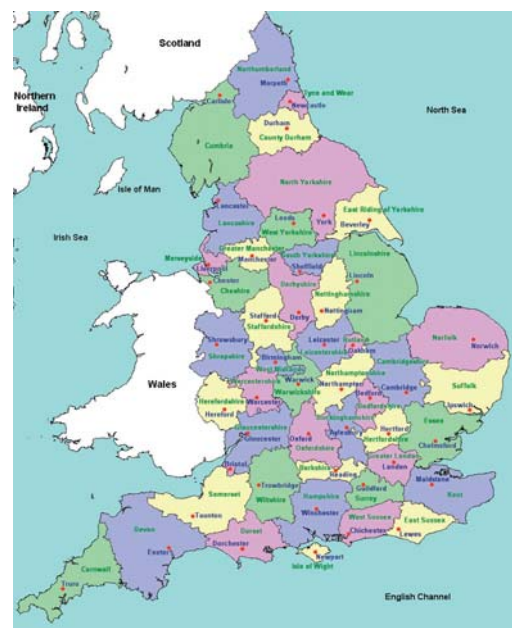 Scotland
Northumberland
Morpeth
Tyne and Wear
Newcastle
Carlisle
Northern
Ireland
North Sea
Durham
County Durham
Cumbria
Isle of Man
North Yorkshire
Lancaster
East Riding of Yorkshire
Leeds
York
Beverley
Lancashire
West Yorkshire
Irish Sea
Greater Manchester
South Yorkshire
Lincolnshire
Merseyside
Manchester
Liverpool
Sheffield
Chester
Lincoln
Cheshire
Derbyshire
Nottinghamshire
Stafford
Derby
Nottingham
Staffordshire
Norfolk
Shrewsbury
Leicester
Rutland
Norwich
Oakham
Leicestershire
Shropshire
Birmingham
Cambridgeshire
West Midlands
Northamptonshire
Wales
Warwick
Northampton
Cambridge
Suffolk
Warwickshire
Bedford
Herefordshire
Worcester
Bedfordshire
Ipswich
Hereford
Essex
Gloucestershire
Hertford
Gloucester
Oxford
Hertfordshire
Chelmsford
Oxfordshire
Greater London
Bristol
London
Berkshire
Reading
Trowbridge
Guildford
Maidstone
Somerset
Wiltshire
Hampshire
Surrey
Kent
Taunton
Winchester
West Sussex
East Sussex
Devon
Dorset
Chichester
Lewes
Exeter
Dorchester
Newport
Isle of Wight
Cornwall
Truro
English Channel